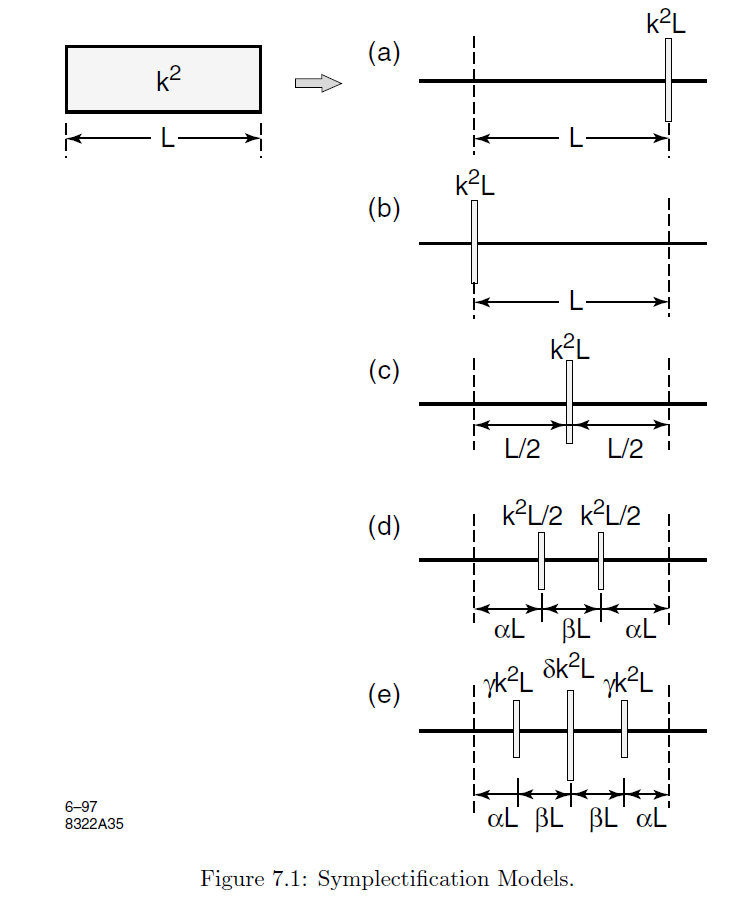 k²L
(a)
k²
L
L
k²L
(b)
L
k²L
(c)
L/2 L/2
k²L/2 k²L/2
(d)
αL βL αL
γk²L δk²L γk²L
(e)
αL βL βL αL
6–97
8322A35
Figure 7.1: Symplectification Models.